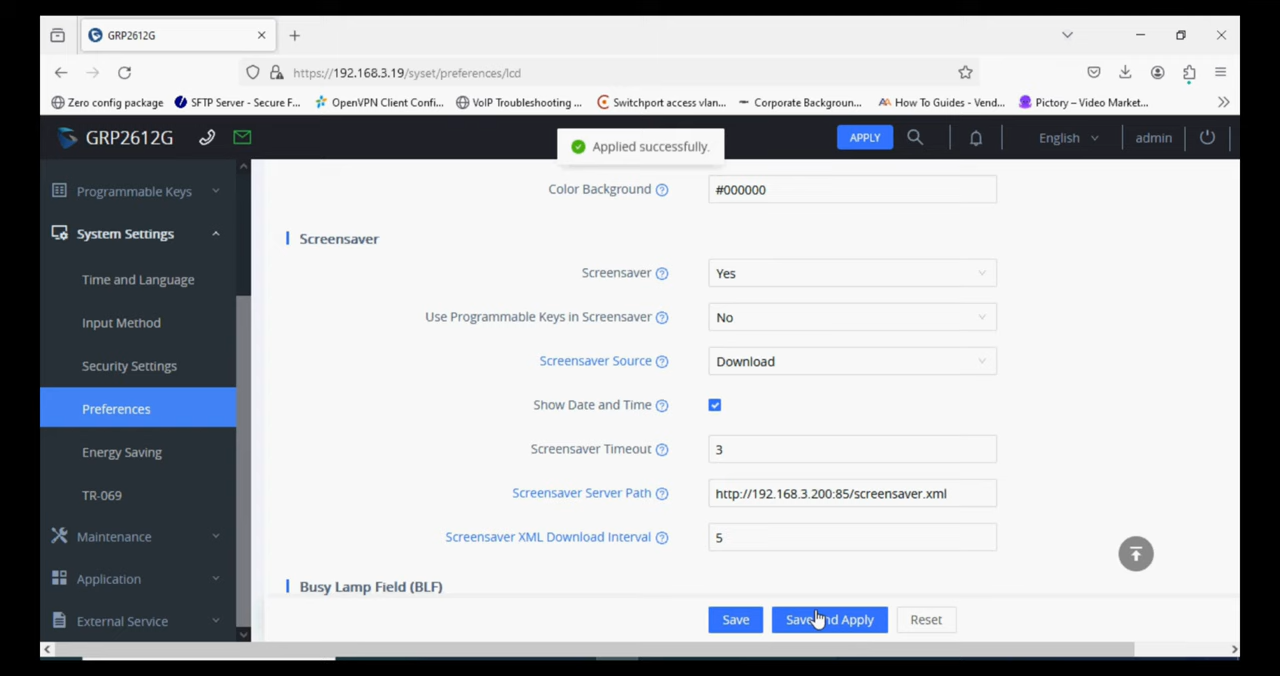 GRP2612G
https://192.168.3.19/syset/preferences/lcd
Zero config package
SFTP Server - Secure F...
OpenVPN Client Confi...
VoIP Troubleshooting ...
Switchport access vlan...
Corporate Backgroun...
How To Guides - Vend...
Pictory – Video Market...
GRP2612G
Applied successfully.
APPLY
English
admin
Programmable Keys
System Settings
Time and Language
Input Method
Security Settings
Preferences
Energy Saving
TR-069
Maintenance
Application
External Service
Color Background #000000
Screensaver
Screensaver Yes
Use Programmable Keys in Screensaver No
Screensaver Source Download
Show Date and Time
Screensaver Timeout 3
Screensaver Server Path http://192.168.3.200:85/screensaver.xml
Screensaver XML Download Interval 5
Busy Lamp Field (BLF)
Save
Save and Apply
Reset